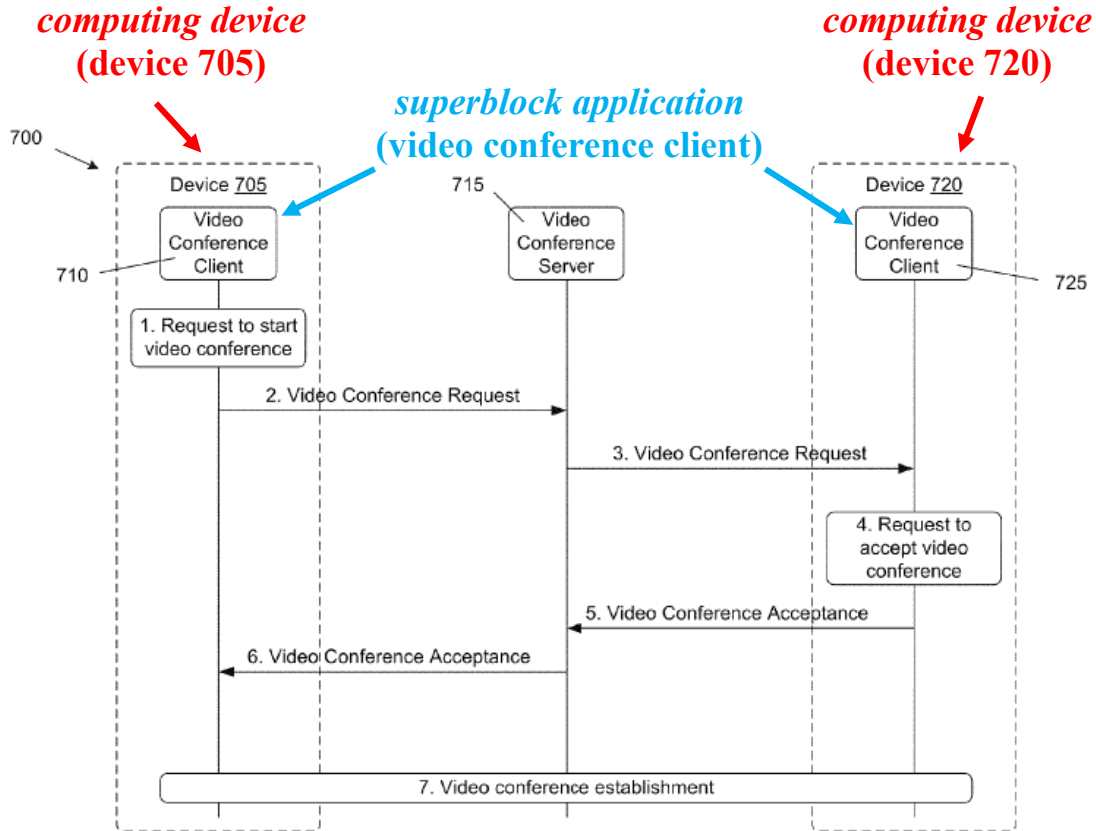 computing device
(device 705)
computing device
(device 720)
superblock application
(video conference client)
700
Device 705
715
Device 720
Video
Conference
Client
710
Video
Conference
Server
Video
Conference
Client
725
1. Request to start
video conference
2. Video Conference Request
3. Video Conference Request
4. Request to
accept video
conference
5. Video Conference Acceptance
6. Video Conference Acceptance
7. Video conference establishment